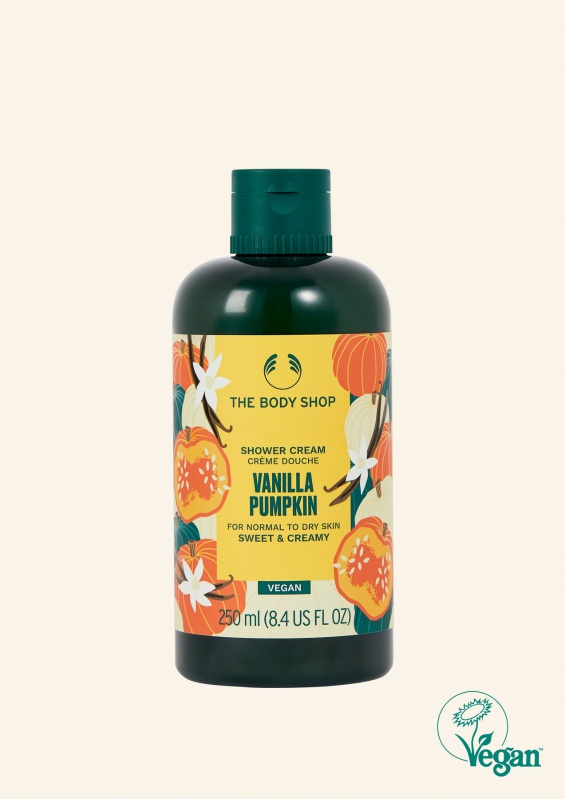 THE BODY SHOP
SHOWER CREAM
CRÈME DOUCHE
VANILLA
PUMPKIN
FOR NORMAL TO DRY SKIN
SWEET & CREAMY
VEGAN
250 ml (8.4 US FL OZ)
Vegan™